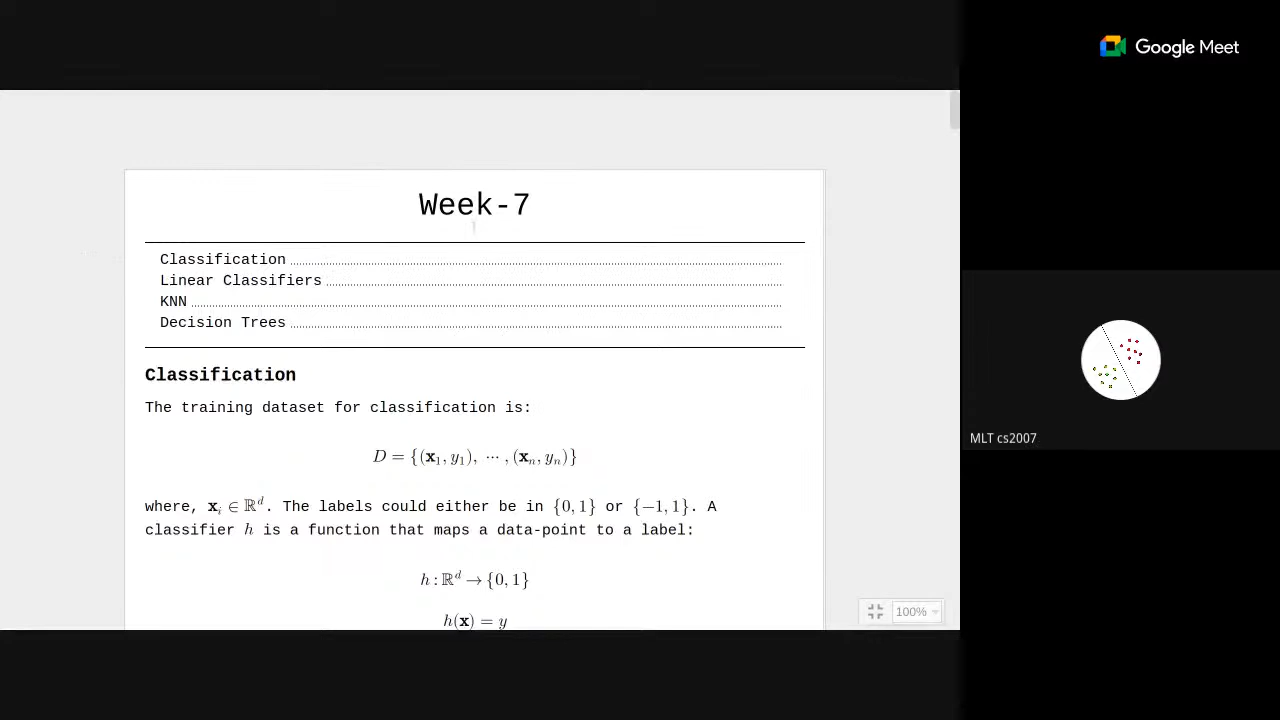 Google Meet
Week-7
Classification
Linear Classifiers
KNN
Decision Trees
Classification
The training dataset for classification is:
D = {(x₁, y₁), ⋯ , (xₙ, yₙ)}
where, xᵢ ∈ ℝᵈ. The labels could either be in {0, 1} or {−1, 1}. A
classifier h is a function that maps a data-point to a label:
h : ℝᵈ → {0, 1}
h(x) = y
100%
MLT cs2007